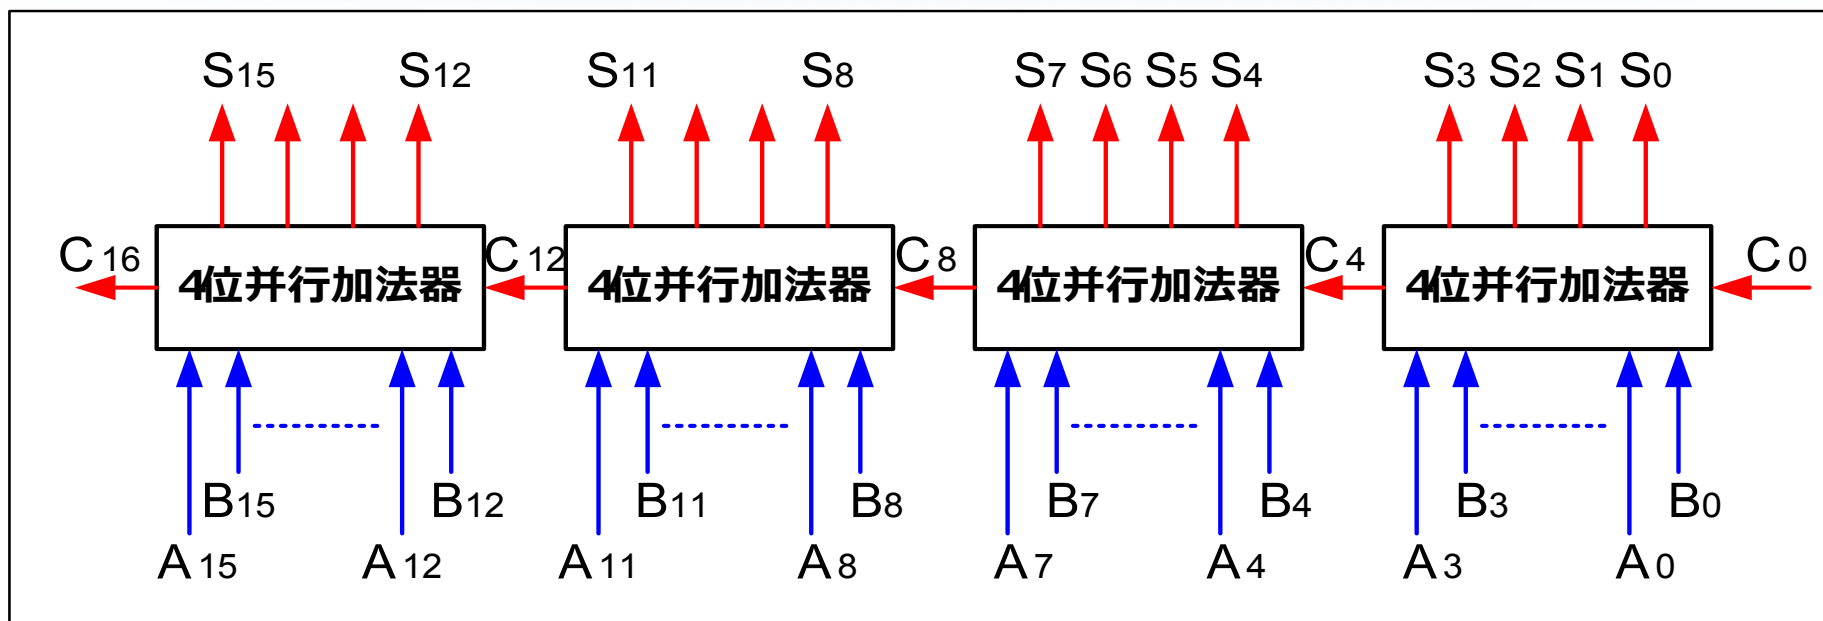 S15 S12 S11 S8 S7 S6 S5 S4 S3 S2 S1 S0
C16 C12 C8 C4 C0
4位并行加法器 4位并行加法器 4位并行加法器 4位并行加法器
B15 B12 B11 B8 B7 B4 B3 B0
A15 A12 A11 A8 A7 A4 A3 A0